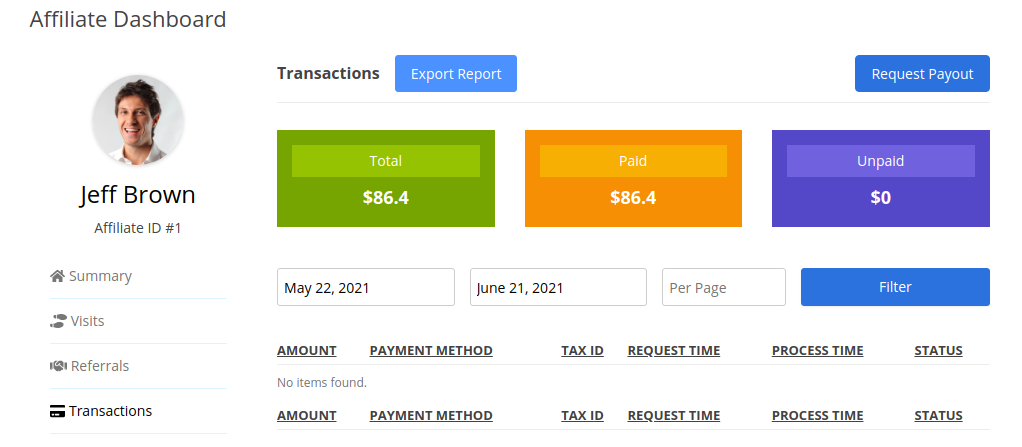 Affiliate Dashboard
Jeff Brown
Affiliate ID #1
Summary
Visits
Referrals
Transactions
Transactions Export Report Request Payout
Total Paid Unpaid
$86.4 $86.4 $0
May 22, 2021 June 21, 2021 Per Page Filter
AMOUNT PAYMENT METHOD TAX ID REQUEST TIME PROCESS TIME STATUS
No items found.
AMOUNT PAYMENT METHOD TAX ID REQUEST TIME PROCESS TIME STATUS